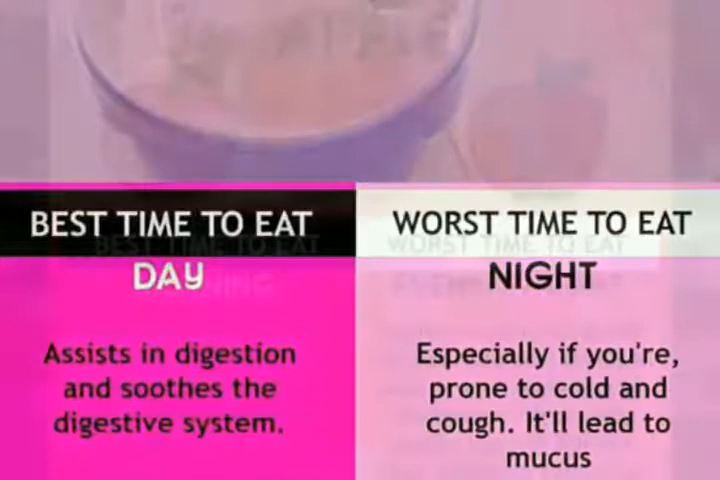 BEST TIME TO EAT
DAY
Assists in digestion
and soothes the
digestive system.
WORST TIME TO EAT
NIGHT
Especially if you're,
prone to cold and
cough. It'll lead to
mucus